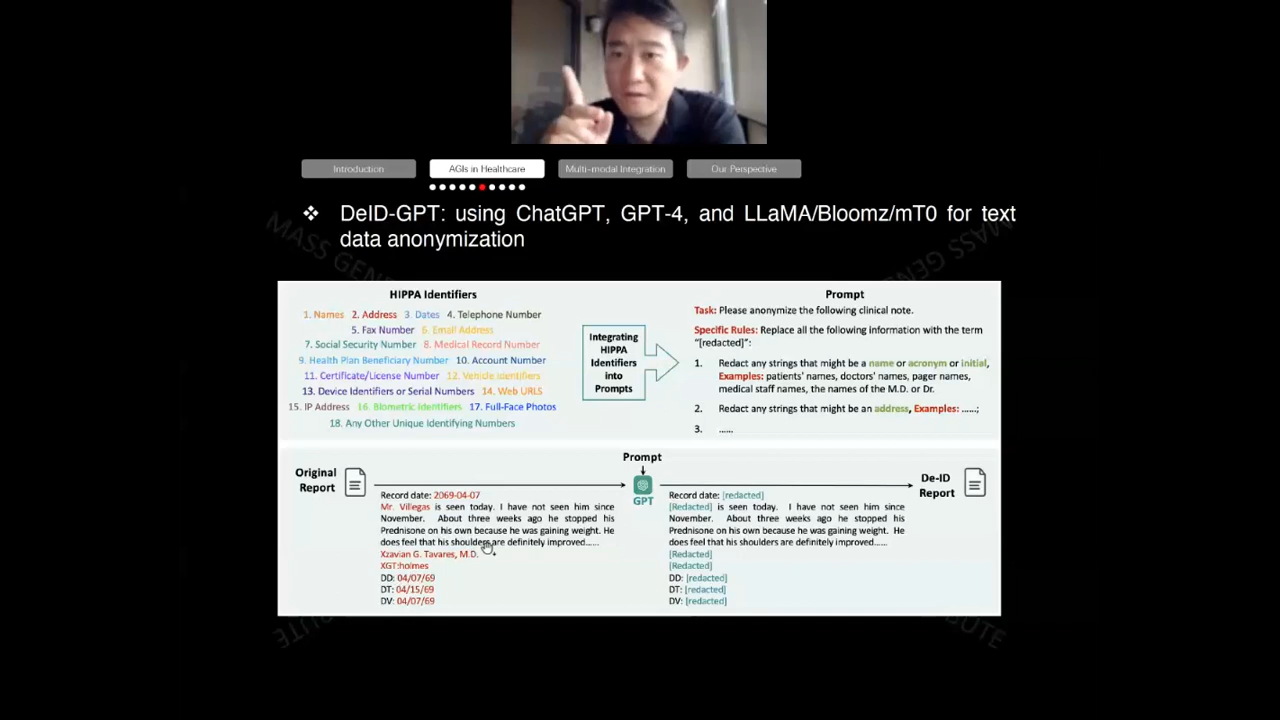 Introduction
AGIs in Healthcare
Multi-modal Integration
Our Perspective
❖ DeID-GPT: using ChatGPT, GPT-4, and LLaMA/Bloomz/mT0 for text
data anonymization
MASS GENE
HIPPA Identifiers
1. Names 2. Address 3. Dates 4. Telephone Number
5. Fax Number 6. Email Address
7. Social Security Number 8. Medical Record Number
9. Health Plan Beneficiary Number 10. Account Number
11. Certificate/License Number 12. Vehicle Identifiers
13. Device Identifiers or Serial Numbers 14. Web URLS
15. IP Address 16. Biometric Identifiers 17. Full-Face Photos
18. Any Other Unique Identifying Numbers
Integrating
HIPPA
Identifiers
into
Prompts
Prompt
Task: Please anonymize the following clinical note.
Specific Rules: Replace all the following information with the term
“[redacted]”:
1. Redact any strings that might be a name or acronym or initial,
Examples: patients' names, doctors' names, pager names,
medical staff names, the names of the M.D. or Dr.
2. Redact any strings that might be an address, Examples: ……;
3. ……
Original
Report
Prompt
GPT
De-ID
Report
Record date: 2069-04-07
Mr. Villegas is seen today. I have not seen him since
November. About three weeks ago he stopped his
Prednisone on his own because he was gaining weight. He
does feel that his shoulders are definitely improved……
Xzavian G. Tavares, M.D.
XGT:holmes
DD: 04/07/69
DT: 04/15/69
DV: 04/07/69
Record date: [redacted]
[Redacted] is seen today. I have not seen him since
November. About three weeks ago he stopped his
Prednisone on his own because he was gaining weight. He
does feel that his shoulders are definitely improved……
[Redacted]
[Redacted]
DD: [redacted]
DT: [redacted]
DV: [redacted]